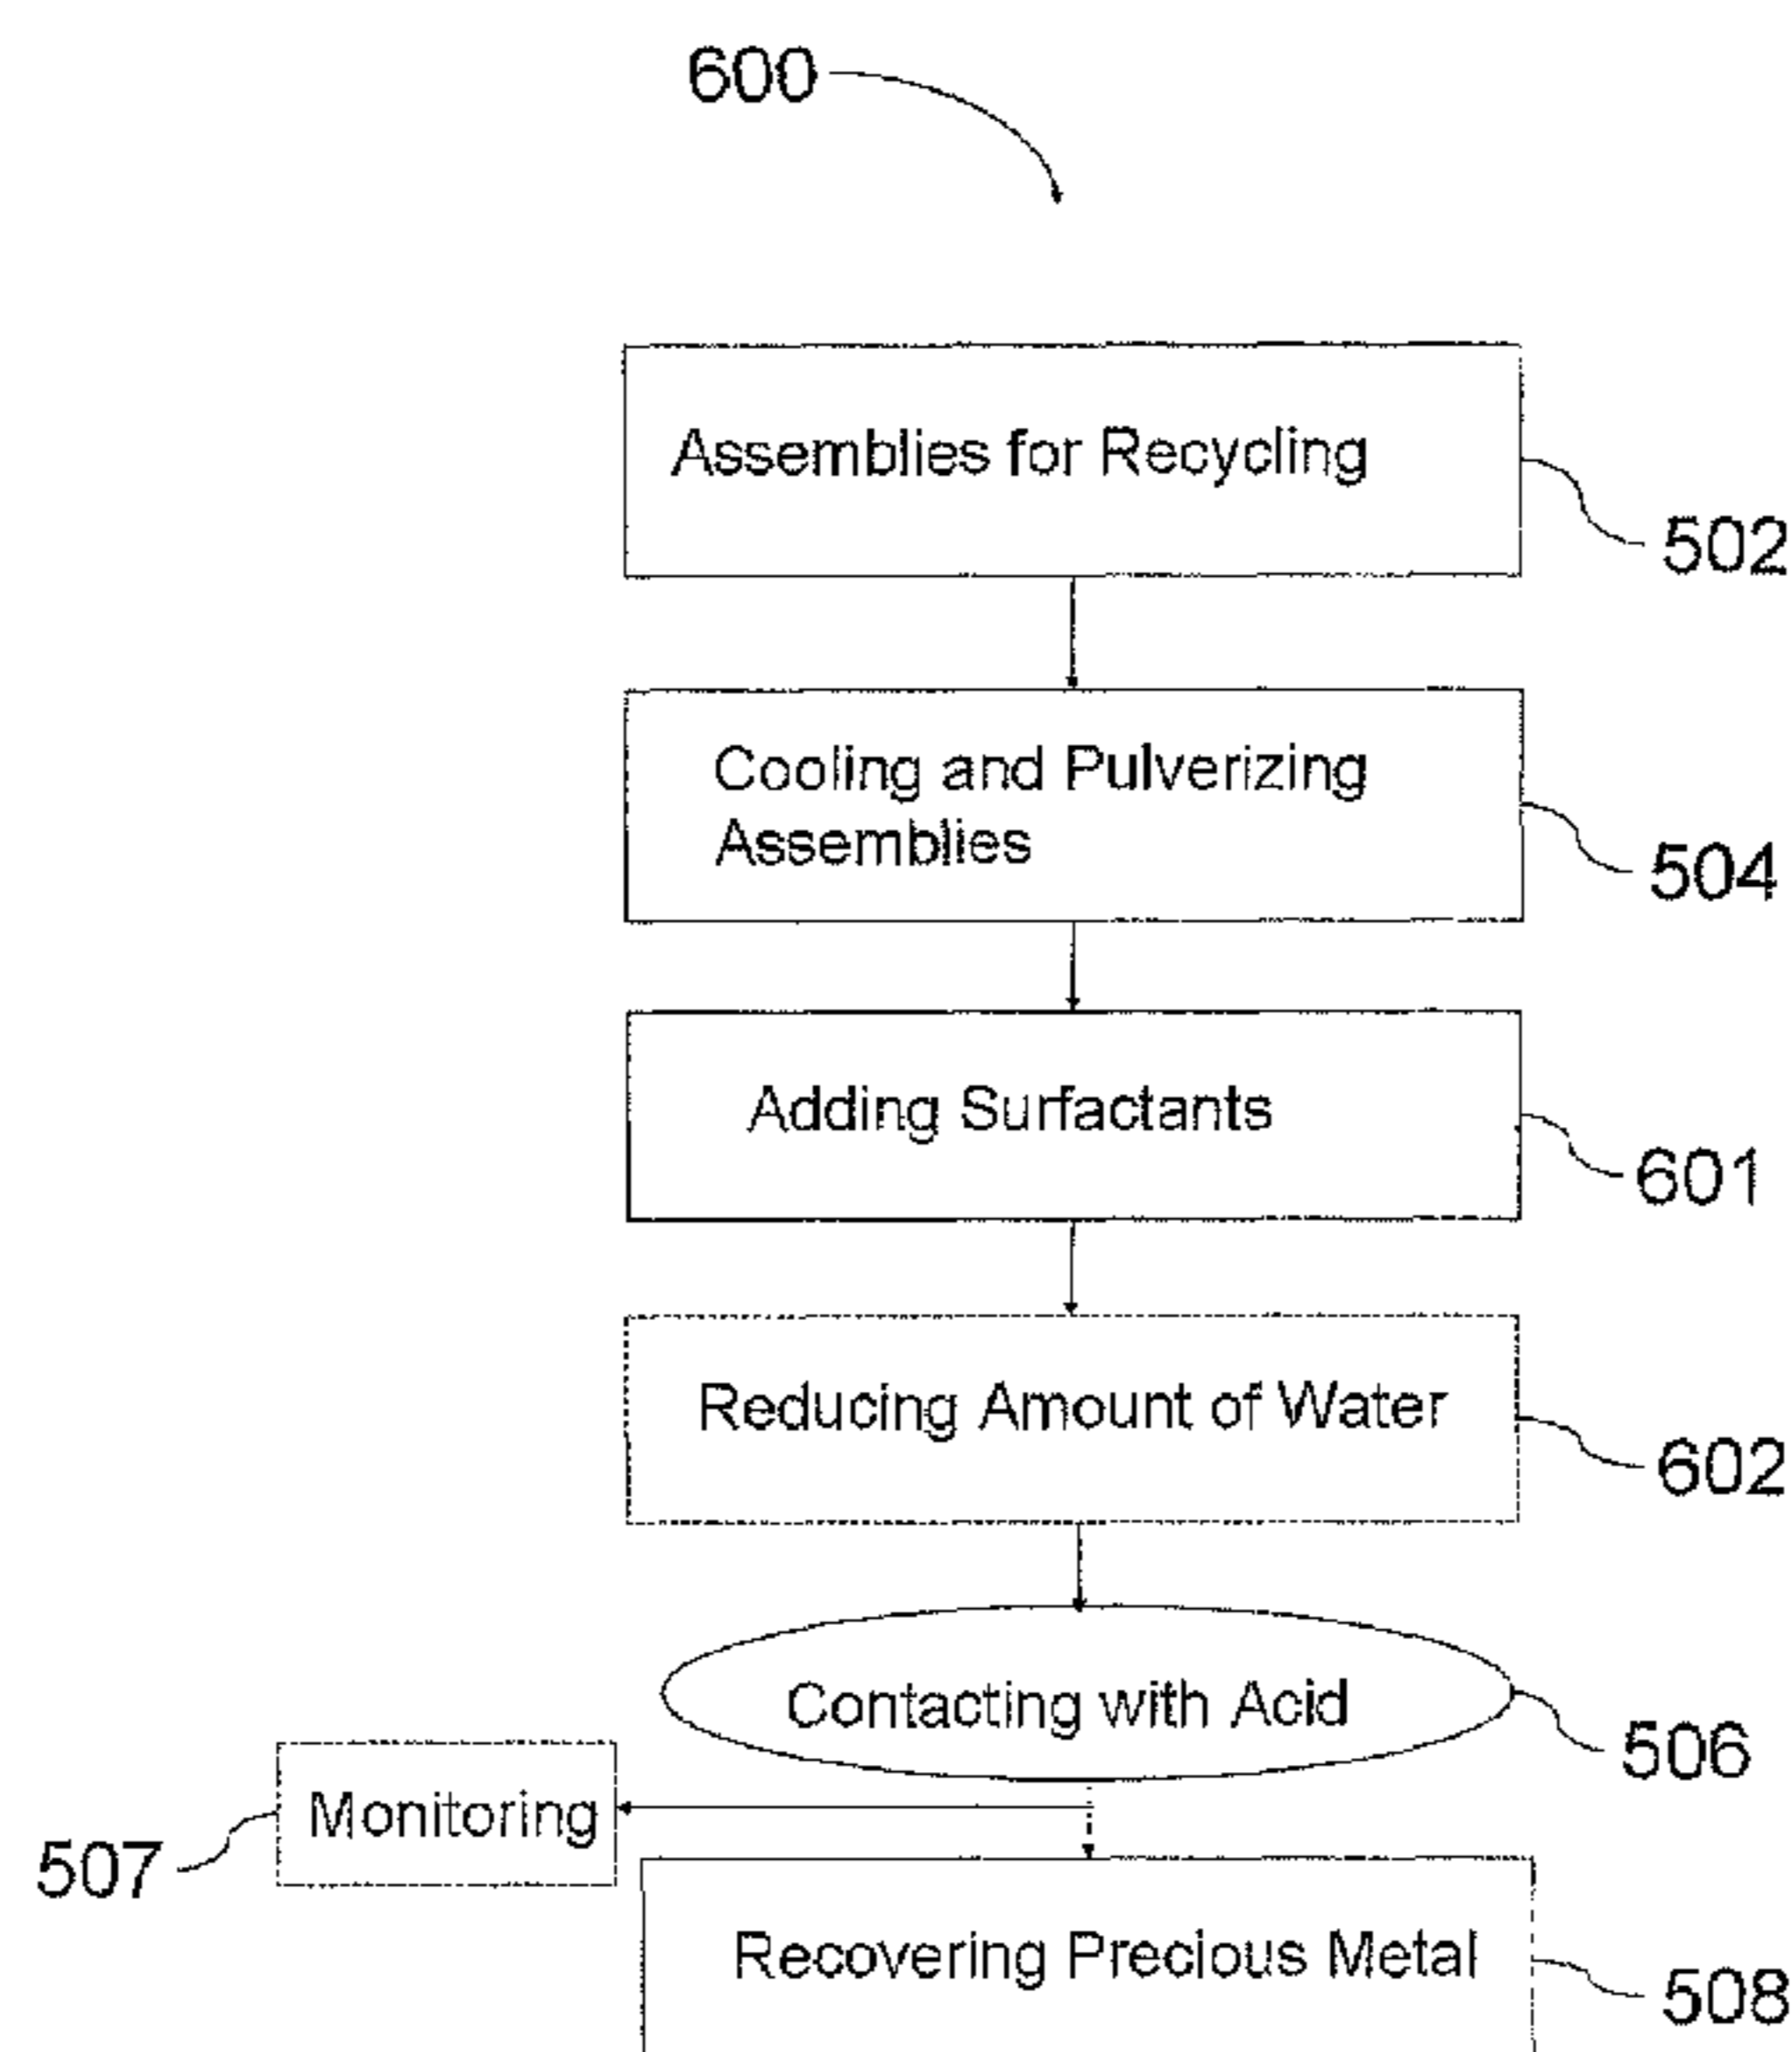 600
Assemblies for Recycling
502
Cooling and Pulverizing
Assemblies
504
Adding Surfactants
601
Reducing Amount of Water
602
Contacting with Acid
506
Monitoring
507
Recovering Precious Metal
508